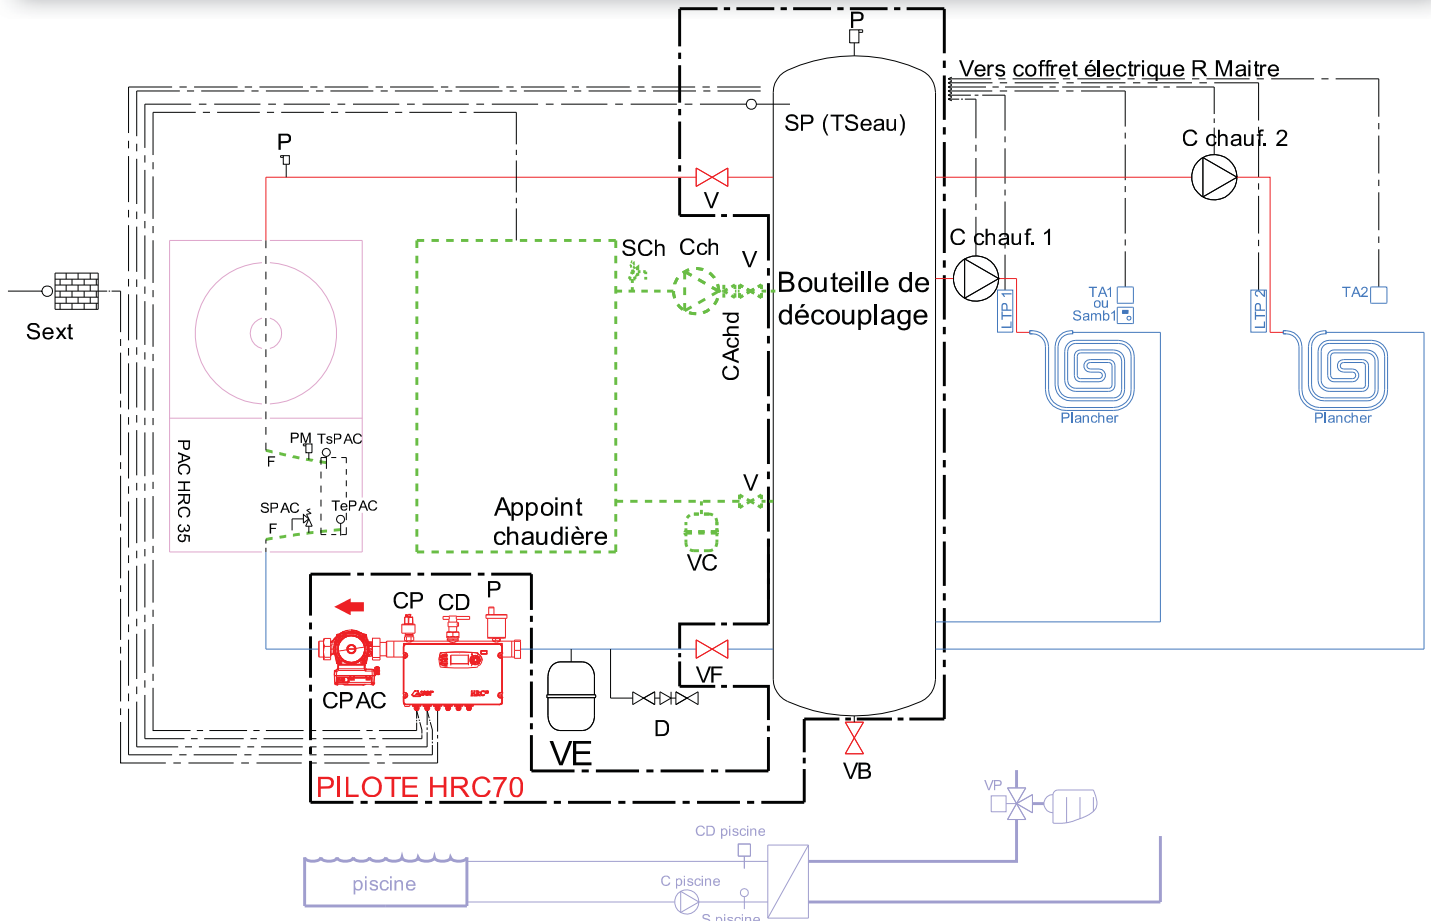 P
Vers coffret électrique R Maitre
SP (TSeau)
P
C chauf. 2
V
C chauf. 1
SCh
Cch
V
Bouteille de
découplage
Sext
CAchd
LTP 1
TA1
ou
Samb1
LTP 2
TA2
Plancher
Plancher
PAC HRC 35
PM
TsPAC
F
SPAC
TePAC
F
Appoint
chaudière
V
VC
CP
CD
P
CPAC
HRC
VF
VE
D
VB
PILOTE HRC70
VP
CD piscine
piscine
C piscine
S piscine